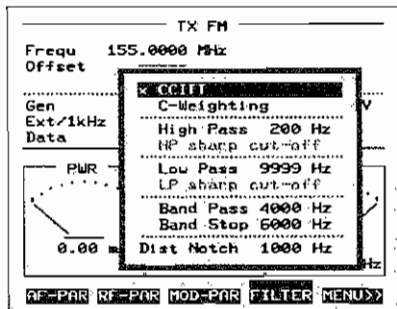 TX FM
Frequ 155.0000 MHz
Offset
x CCITT
C-Weighting
Gen V
Ext/1kHz
Data
High Pass 200 Hz
HP sharp cut-off
Low Pass 9999 Hz
LP sharp cut-off
PWR
Band Pass 4000 Hz
Band Stop 6000 Hz
Dist Notch 1000 Hz
0.00 m
Hz
AF-PAR RF-PAR MOD-PAR FILTER MENU>>